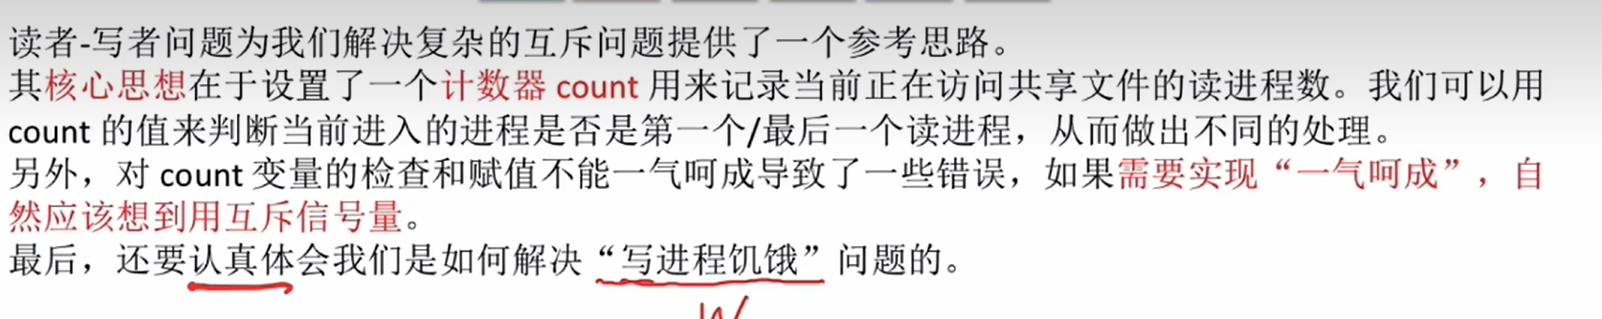 读者-写者问题为我们解决复杂的互斥问题提供了一个参考思路。
其核心思想在于设置了一个计数器 count 用来记录当前正在访问共享文件的读进程数。我们可以用
count 的值来判断当前进入的进程是否是第一个/最后一个读进程，从而做出不同的处理。
另外，对 count 变量的检查和赋值不能一气呵成导致了一些错误，如果需要实现“一气呵成”，自
然应该想到用互斥信号量。
最后，还要认真体会我们是如何解决“写进程饥饿”问题的。